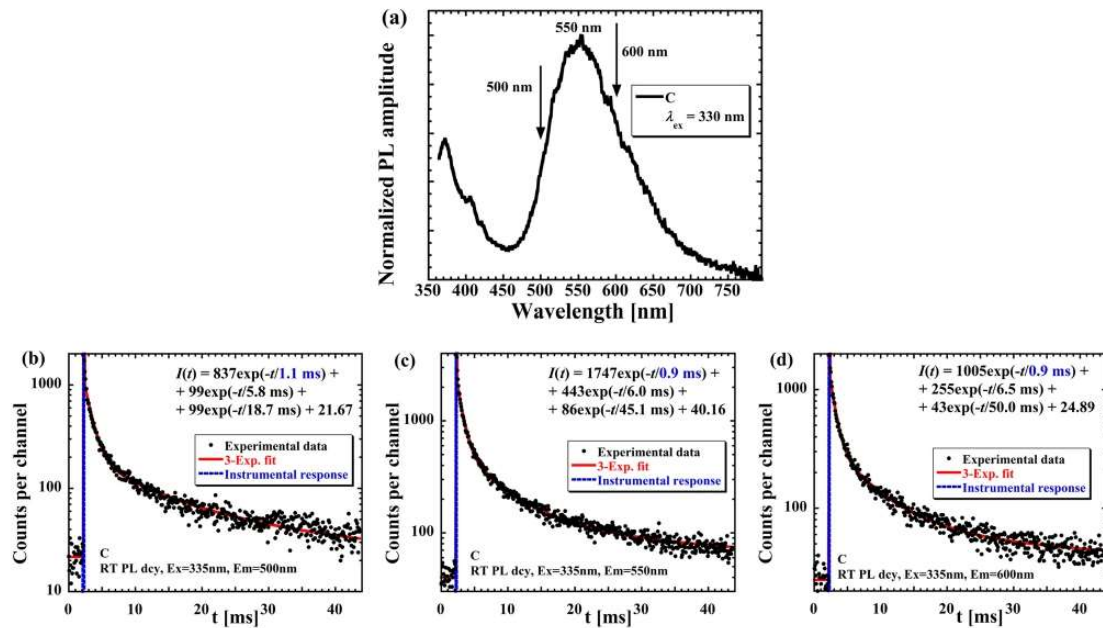 (a)
550 nm
500 nm
600 nm
C
λex = 330 nm
Normalized PL amplitude
350 400 450 500 550 600 650 700 750
Wavelength [nm]
(b)
I(t) = 837exp(-t/1.1 ms) +
+ 99exp(-t/5.8 ms) +
+ 99exp(-t/18.7 ms) + 21.67
Experimental data
3-Exp. fit
Instrumental response
1000
100
10
Counts per channel
C
RT PL dcy, Ex=335nm, Em=500nm
0 10 20 30 40
t [ms]
(c)
I(t) = 1747exp(-t/0.9 ms) +
+ 443exp(-t/6.0 ms) +
+ 86exp(-t/45.1 ms) + 40.16
Experimental data
3-Exp. fit
Instrumental response
1000
100
Counts per channel
C
RT PL dcy, Ex=335nm, Em=550nm
0 10 20 30 40
t [ms]
(d)
I(t) = 1005exp(-t/0.9 ms) +
+ 255exp(-t/6.5 ms) +
+ 43exp(-t/50.0 ms) + 24.89
Experimental data
3-Exp. fit
Instrumental response
1000
100
Counts per channel
C
RT PL dcy, Ex=335nm, Em=600nm
0 10 20 30 40
t [ms]